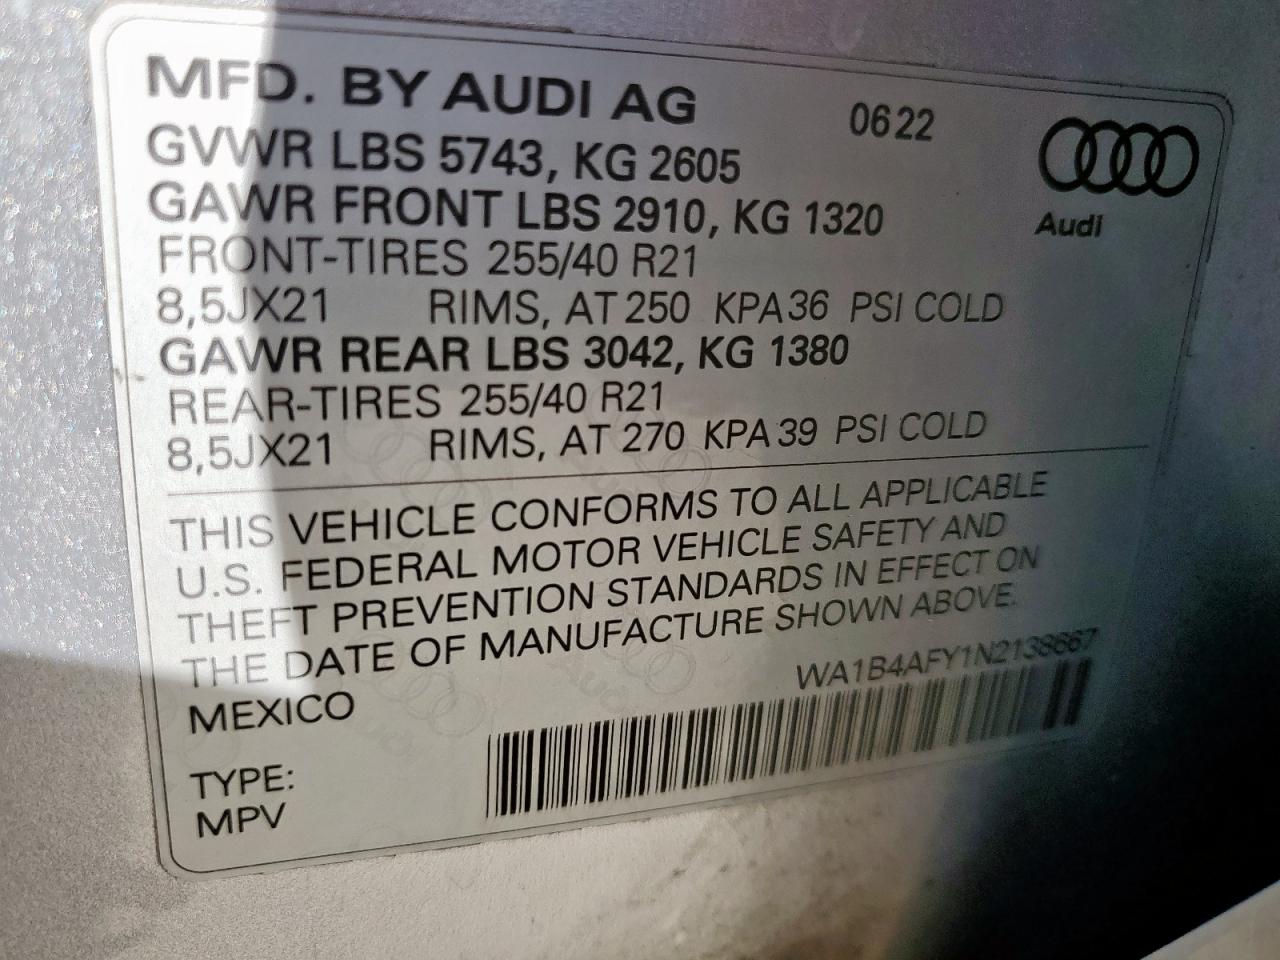 MFD. BY AUDI AG 0622
GVWR LBS 5743, KG 2605
GAWR FRONT LBS 2910, KG 1320
Audi
FRONT-TIRES 255/40 R21
8,5JX21 RIMS, AT 250 KPA 36 PSI COLD
GAWR REAR LBS 3042, KG 1380
REAR-TIRES 255/40 R21
8,5JX21 RIMS, AT 270 KPA 39 PSI COLD
THIS VEHICLE CONFORMS TO ALL APPLICABLE
U.S. FEDERAL MOTOR VEHICLE SAFETY AND
THEFT PREVENTION STANDARDS IN EFFECT ON
THE DATE OF MANUFACTURE SHOWN ABOVE.
WA1B4AFY1N2138667
MEXICO
TYPE:
MPV